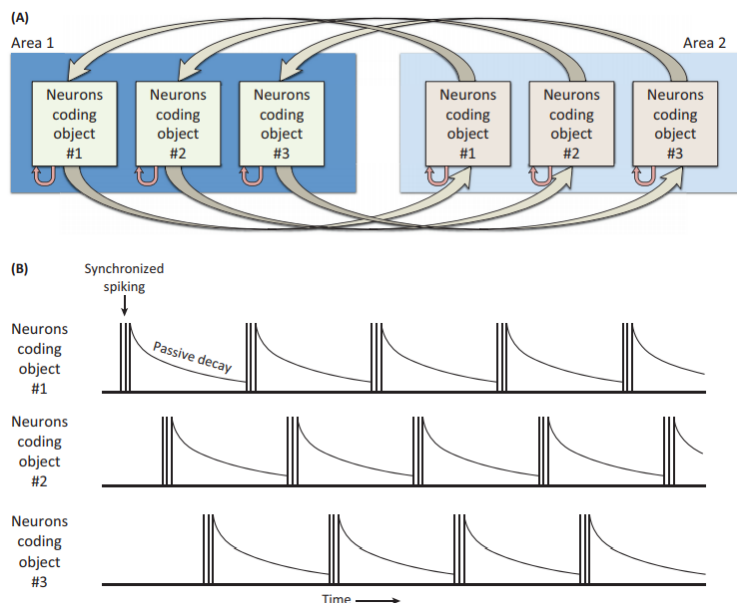 (A)
Area 1
Area 2
Neurons
coding
object
#1
Neurons
coding
object
#2
Neurons
coding
object
#3
Neurons
coding
object
#1
Neurons
coding
object
#2
Neurons
coding
object
#3
(B)
Synchronized
spiking
Neurons
coding
object
#1
Passive decay
Neurons
coding
object
#2
Neurons
coding
object
#3
Time